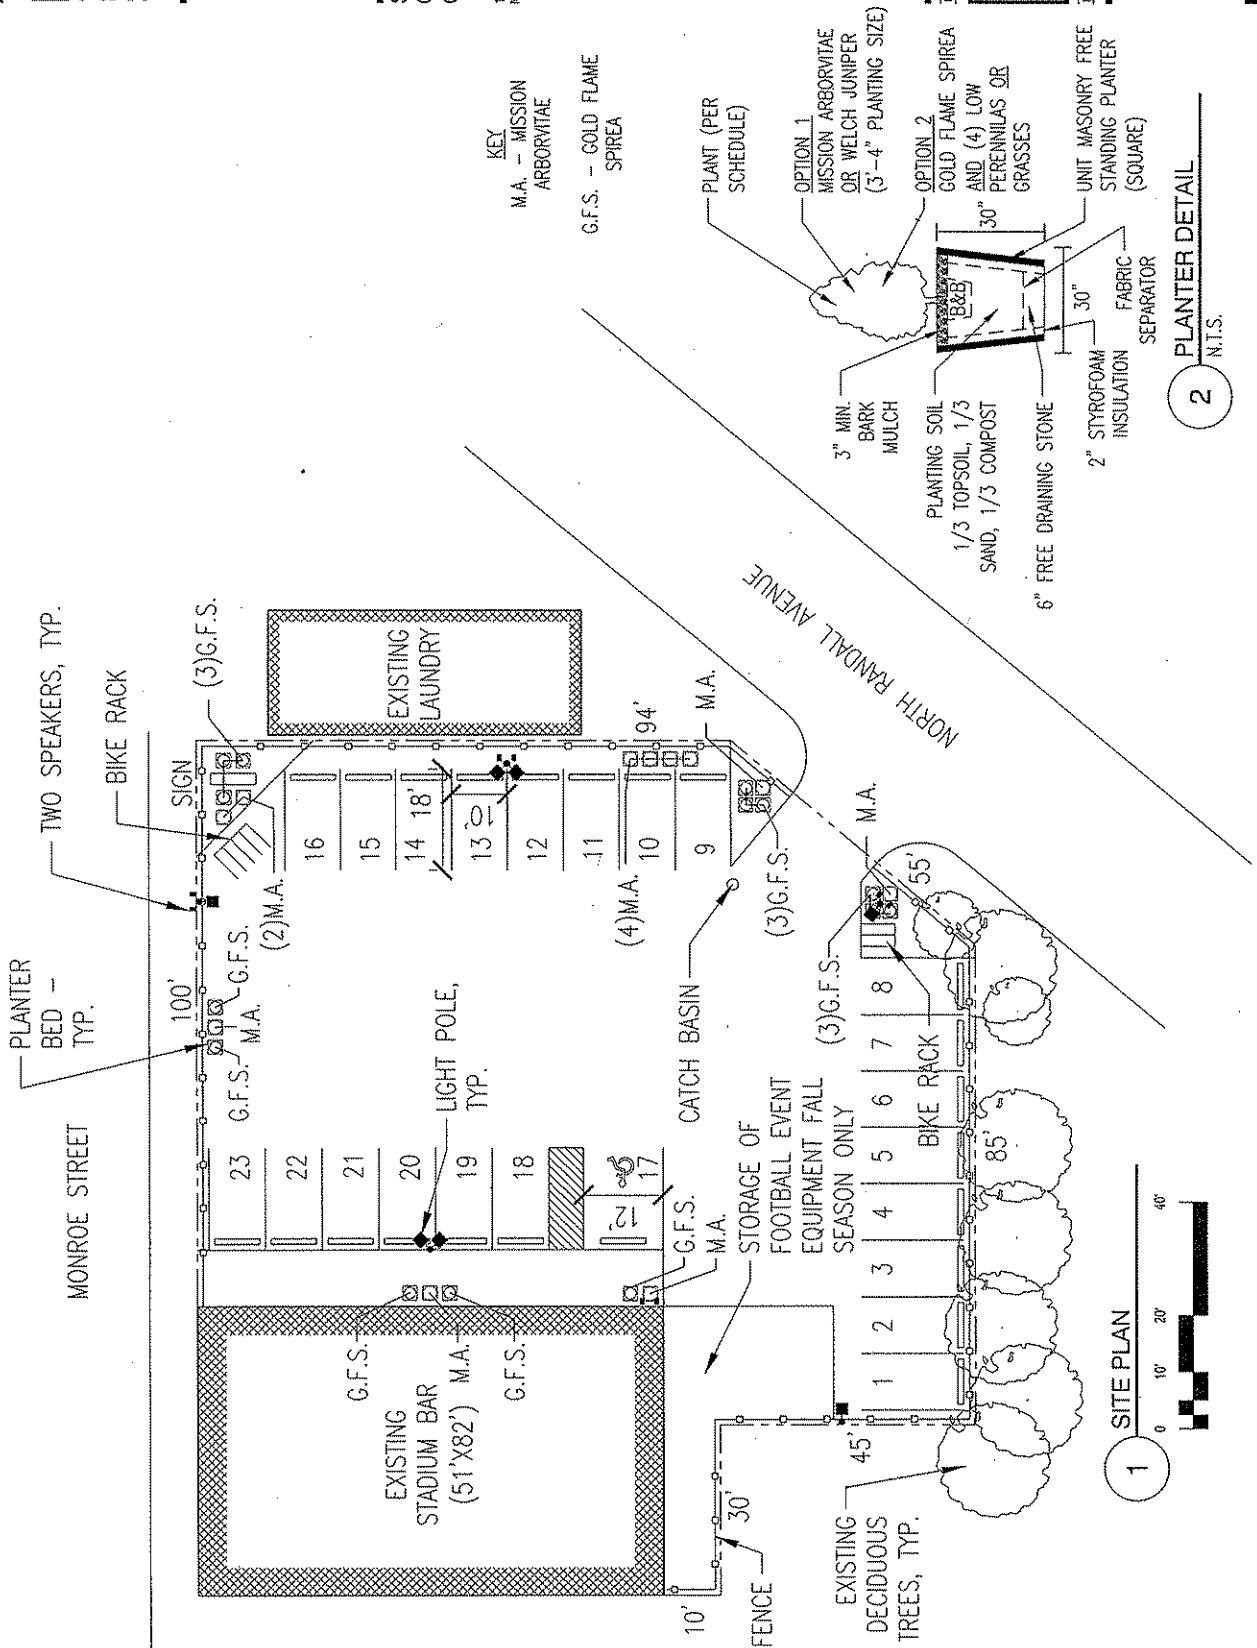 MONROE STREET
PLANTER
BED -
TYP.
TWO SPEAKERS, TYP.
BIKE RACK
(3)G.F.S.
SIGN
100'
G.F.S.
M.A.
G.F.S.
(2)M.A.
EXISTING
LAUNDRY
94'
16
15
14
13
12
11
10
9
18'
10'
(4)M.A.
M.A.
(3)G.F.S.
23
22
21
20
19
18
17
12'
LIGHT POLE,
TYP.
CATCH BASIN
G.F.S.
M.A.
G.F.S.
EXISTING
STADIUM BAR
(51'X82')
G.F.S.
M.A.
STORAGE OF
FOOTBALL EVENT
EQUIPMENT FALL
SEASON ONLY
(3)G.F.S.
M.A.
55'
BIKE RACK
1
2
3
4
5
6
7
8
85'
45'
30'
10'
FENCE
EXISTING
DECIDUOUS
TREES, TYP.
NORTH RANDALL AVENUE
1
SITE PLAN
0
10'
20'
40'
KEY
M.A. - MISSION
ARBORVITAE
G.F.S. - GOLD FLAME
SPIREA
PLANT (PER
SCHEDULE)
OPTION 1
MISSION ARBORVITAE
OR WELCH JUNIPER
(3'-4" PLANTING SIZE)
OPTION 2
GOLD FLAME SPIREA
AND (4) LOW
PERENNILAS OR
GRASSES
UNIT MASONRY FREE
STANDING PLANTER
(SQUARE)
3" MIN.
BARK
MULCH
'B&B'
30"
30"
PLANTING SOIL
1/3 TOPSOIL, 1/3
SAND, 1/3 COMPOST
6" FREE DRAINING STONE
2" STYROFOAM
INSULATION
FABRIC
SEPARATOR
2
PLANTER DETAIL
N.T.S.